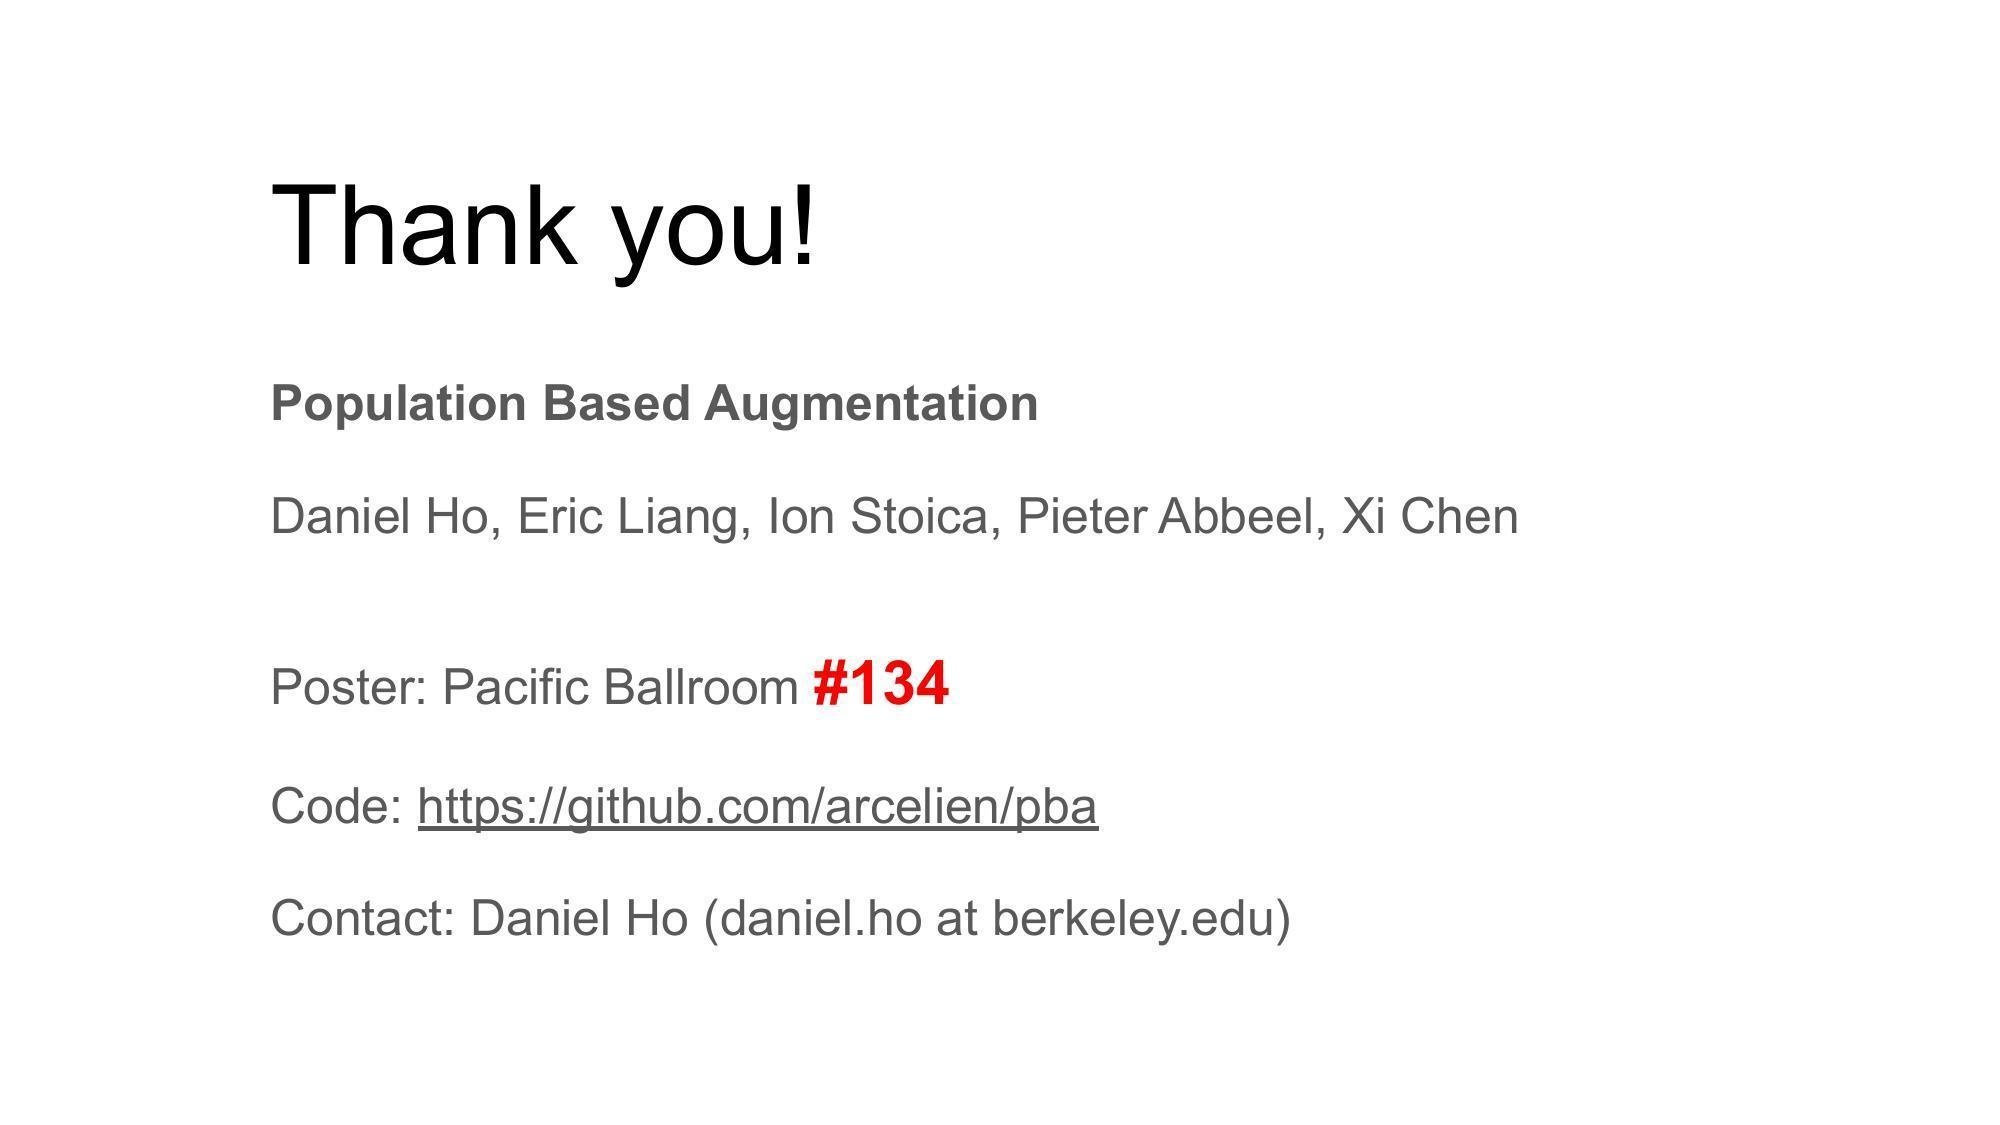 Thank you!
Population Based Augmentation
Daniel Ho, Eric Liang, Ion Stoica, Pieter Abbeel, Xi Chen
Poster: Pacific Ballroom #134
Code: https://github.com/arcelien/pba
Contact: Daniel Ho (daniel.ho at berkeley.edu)